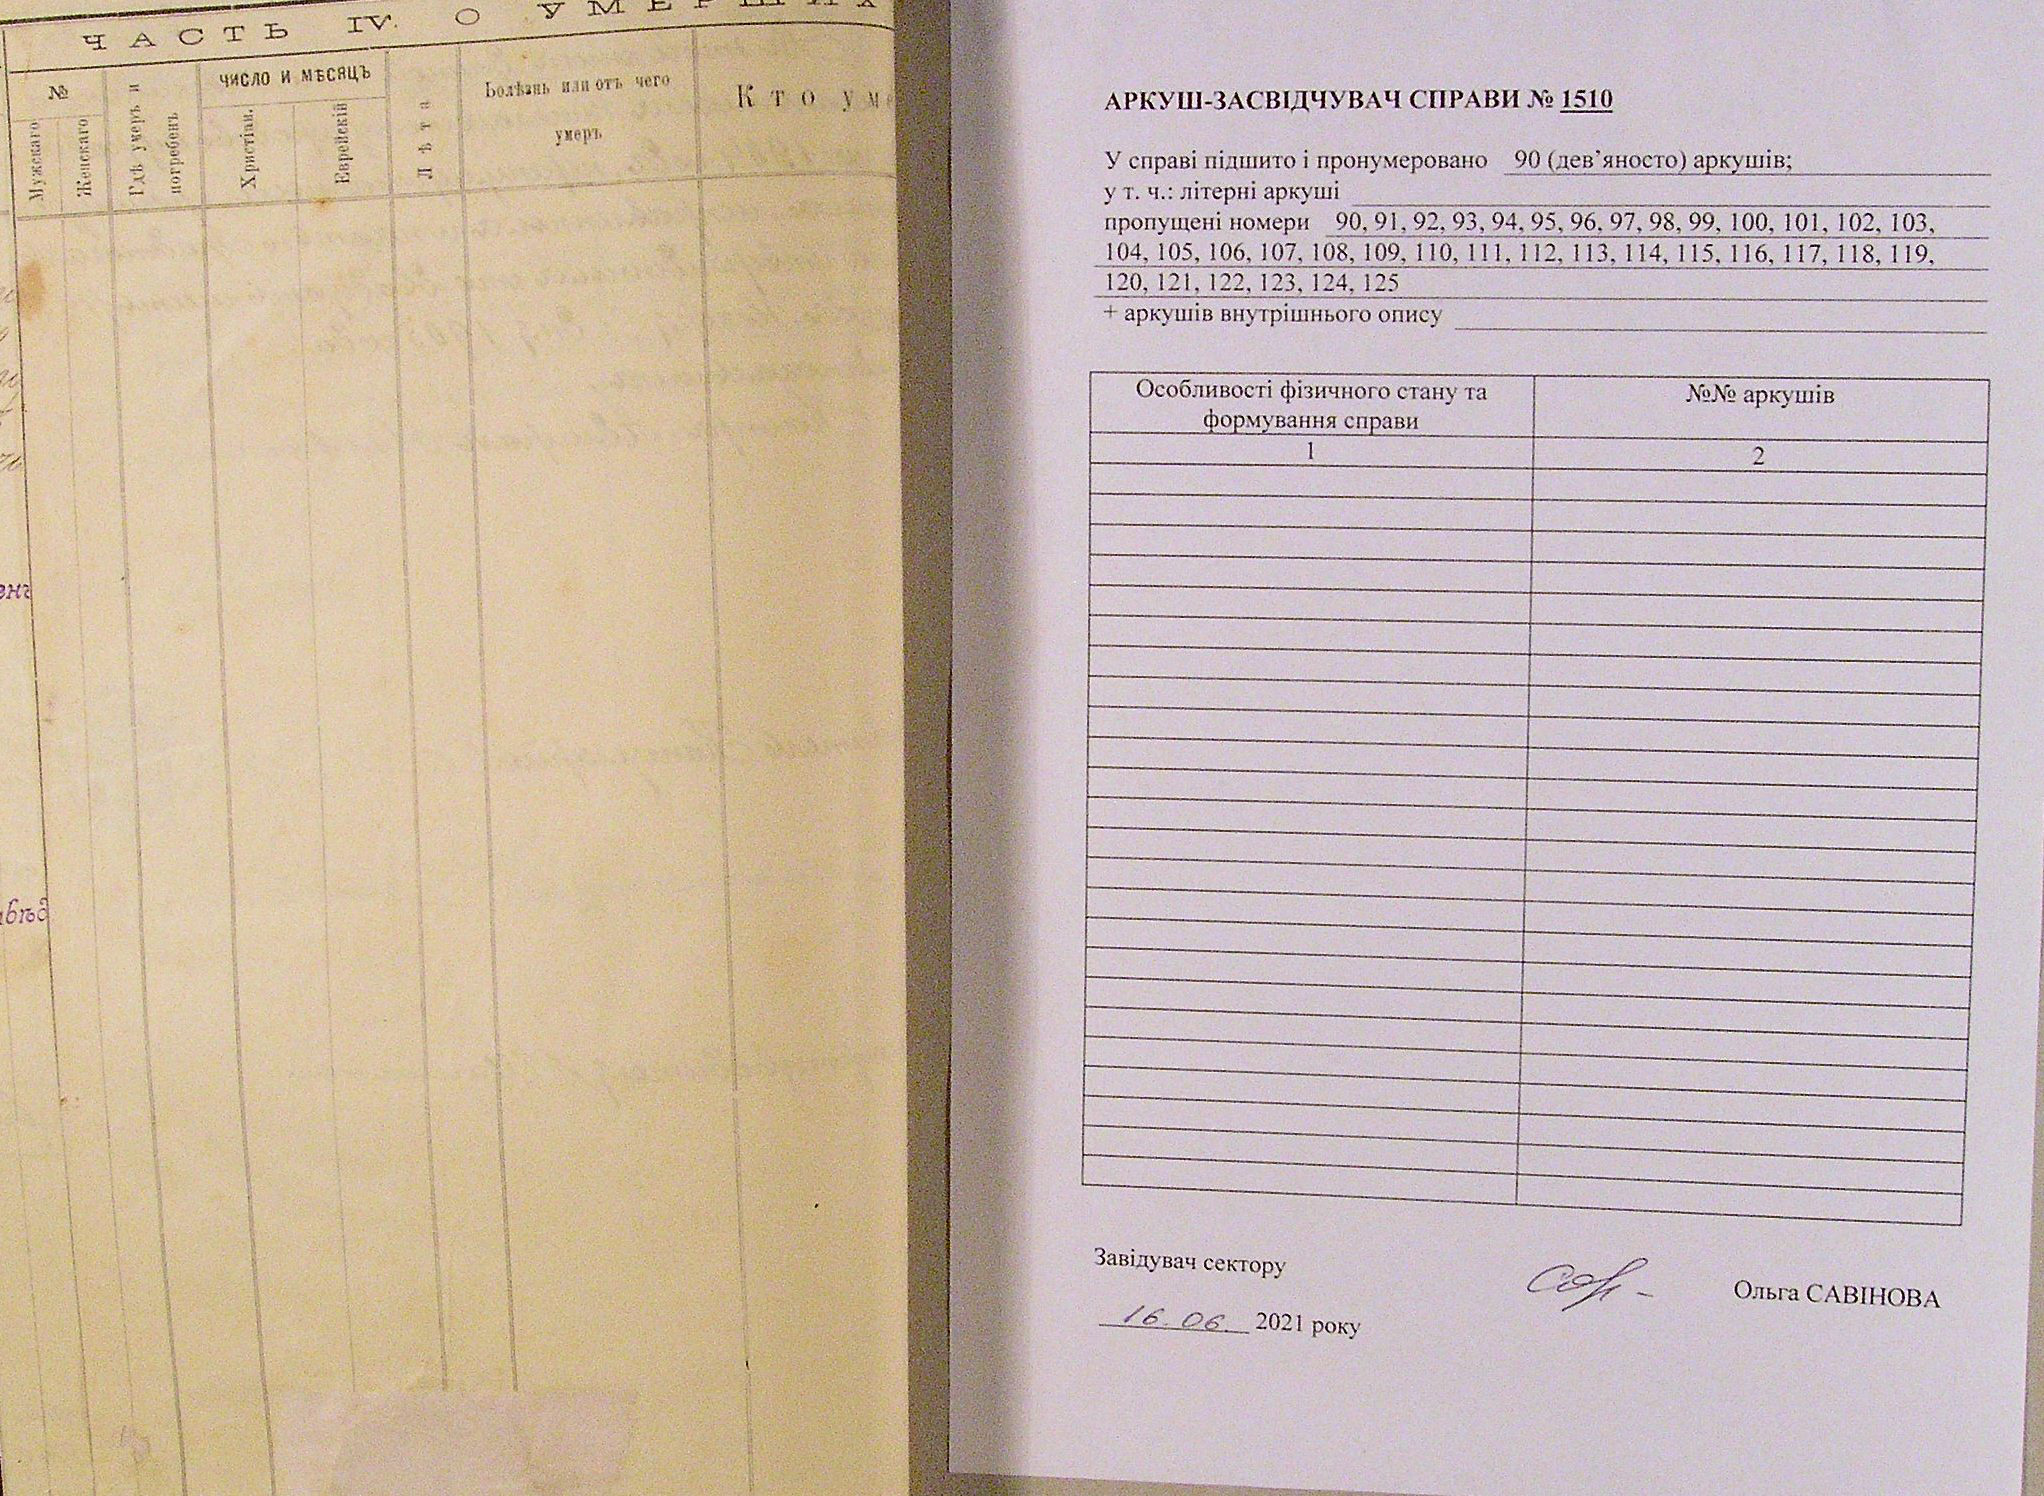 ЧАСТЬ IV. О УМЕРШИХ
№
Мужскаго
Женскаго
Гдѣ умеръ и
погребенъ
ЧИСЛО И МѢСЯЦЪ
Христіан.
Еврейскій
Лѣта
Болѣзнь или отъ чего
умеръ
Кто уме
енъ
АРКУШ-ЗАСВІДЧУВАЧ СПРАВИ № 1510
У справі підшито і пронумеровано 90 (дев’яносто) аркушів;
у т. ч.: літерні аркуші
пропущені номери 90, 91, 92, 93, 94, 95, 96, 97, 98, 99, 100, 101, 102, 103,
104, 105, 106, 107, 108, 109, 110, 111, 112, 113, 114, 115, 116, 117, 118, 119,
120, 121, 122, 123, 124, 125
+ аркушів внутрішнього опису
Особливості фізичного стану та
формування справи
№№ аркушів
1
2
Завідувач сектору
Ольга САВІНОВА
16.06. 2021 року